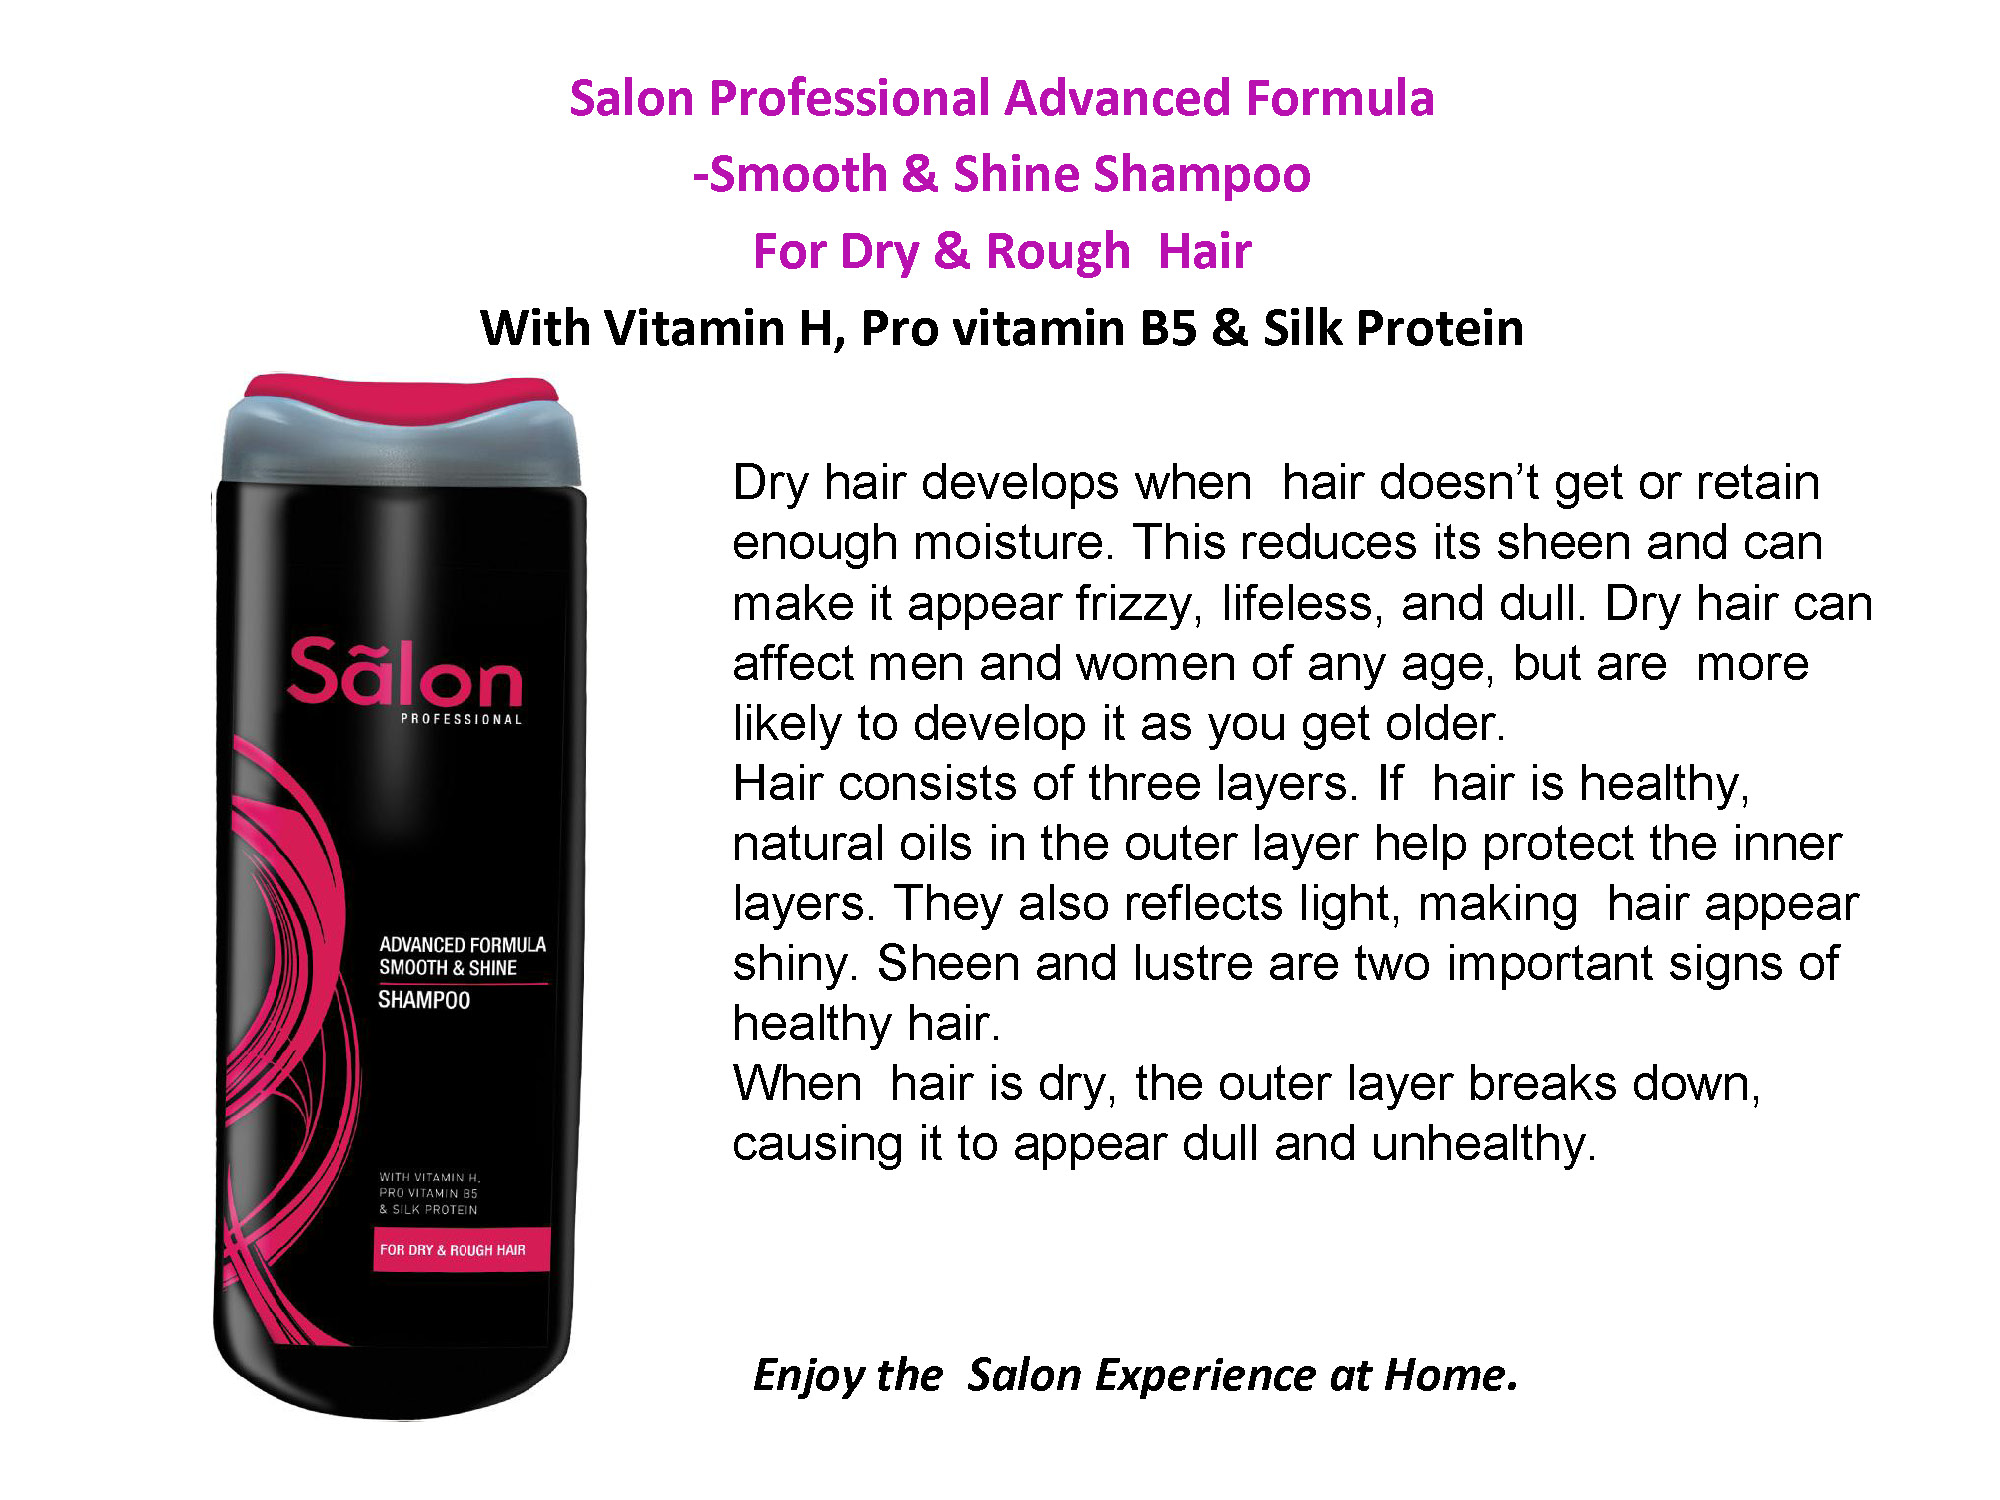 Salon Professional Advanced Formula
-Smooth & Shine Shampoo
For Dry & Rough  Hair
With Vitamin H, Pro vitamin B5 & Silk Protein
Sãlon
PROFESSIONAL
ADVANCED FORMULA
SMOOTH & SHINE
SHAMPOO
WITH VITAMIN H,
PRO VITAMIN B5
& SILK PROTEIN
FOR DRY & ROUGH HAIR
Dry hair develops when  hair doesn’t get or retain
enough moisture. This reduces its sheen and can
make it appear frizzy, lifeless, and dull. Dry hair can
affect men and women of any age, but are  more
likely to develop it as you get older.
Hair consists of three layers. If  hair is healthy,
natural oils in the outer layer help protect the inner
layers. They also reflects light, making  hair appear
shiny. Sheen and lustre are two important signs of
healthy hair.
When  hair is dry, the outer layer breaks down,
causing it to appear dull and unhealthy.
Enjoy the  Salon Experience at Home.